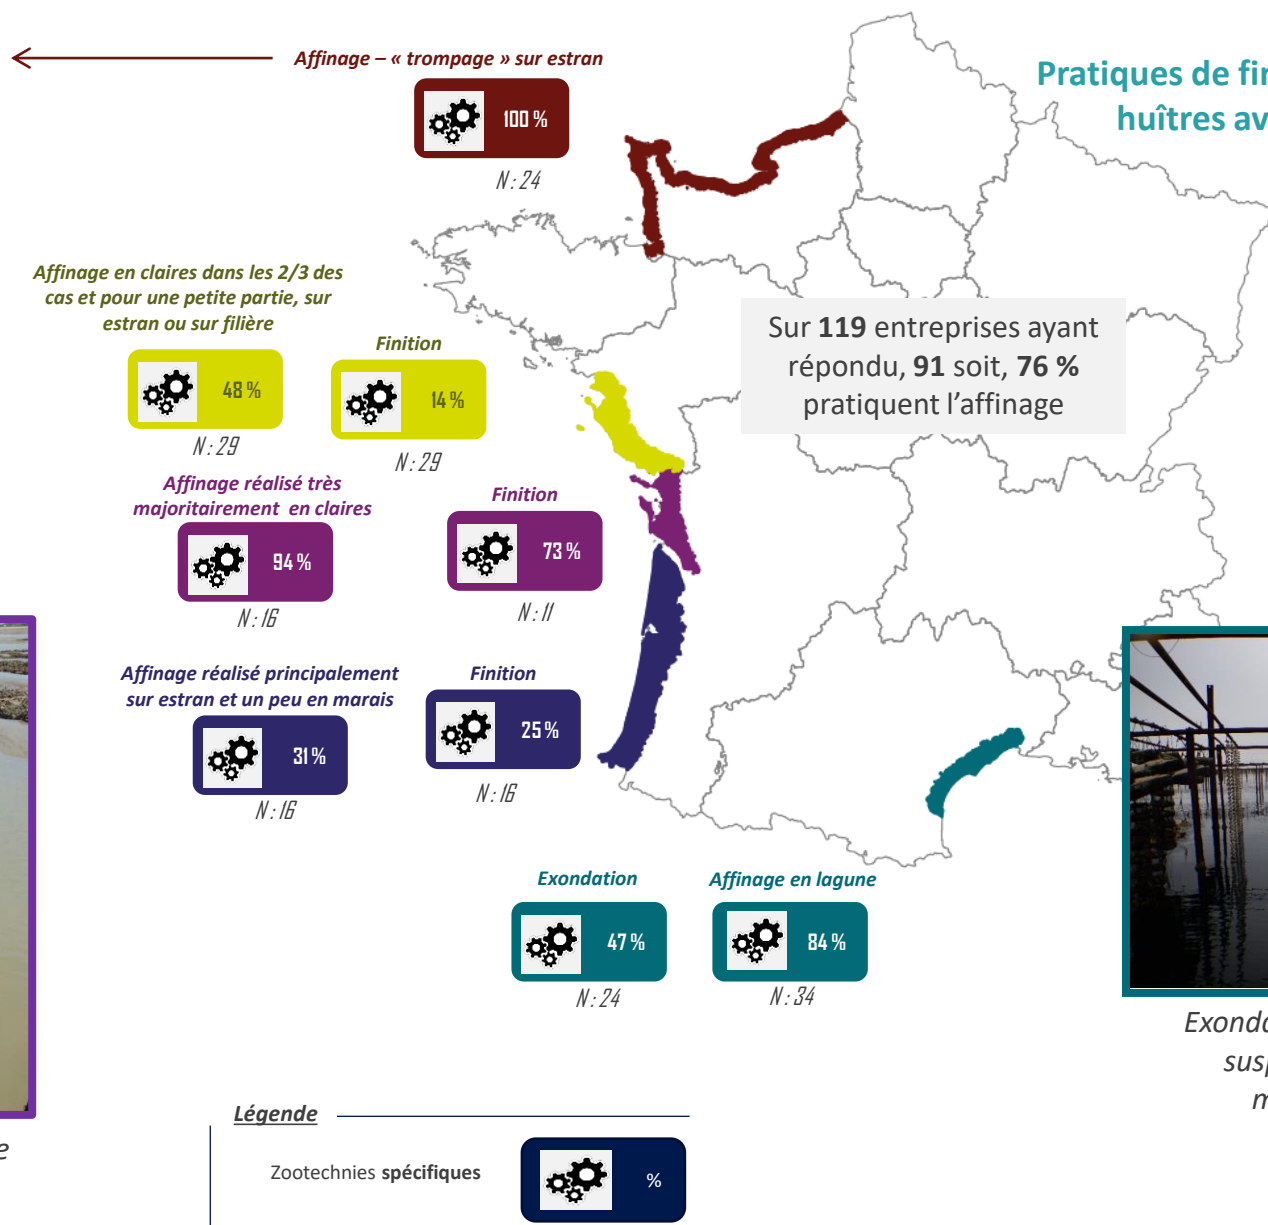 Affinage – « trompage » sur estran
100 %
N : 24
Pratiques de
huîtres
Affinage en claires dans les 2/3 des
cas et pour une petite partie, sur
estran ou sur filière
48 %
N : 29
Finition
14 %
N : 29
Sur 119 entreprises ayant
répondu, 91 soit, 76 %
pratiquent l’affinage
Affinage réalisé très
majoritairement en claires
94 %
N : 16
Finition
73 %
N : 11
Affinage réalisé principalement
sur estran et un peu en marais
31 %
N : 16
Finition
25 %
N : 16
Exondation
47 %
N : 24
Affinage en lagune
84 %
N : 34
Légende
Zootechnies spécifiques
%